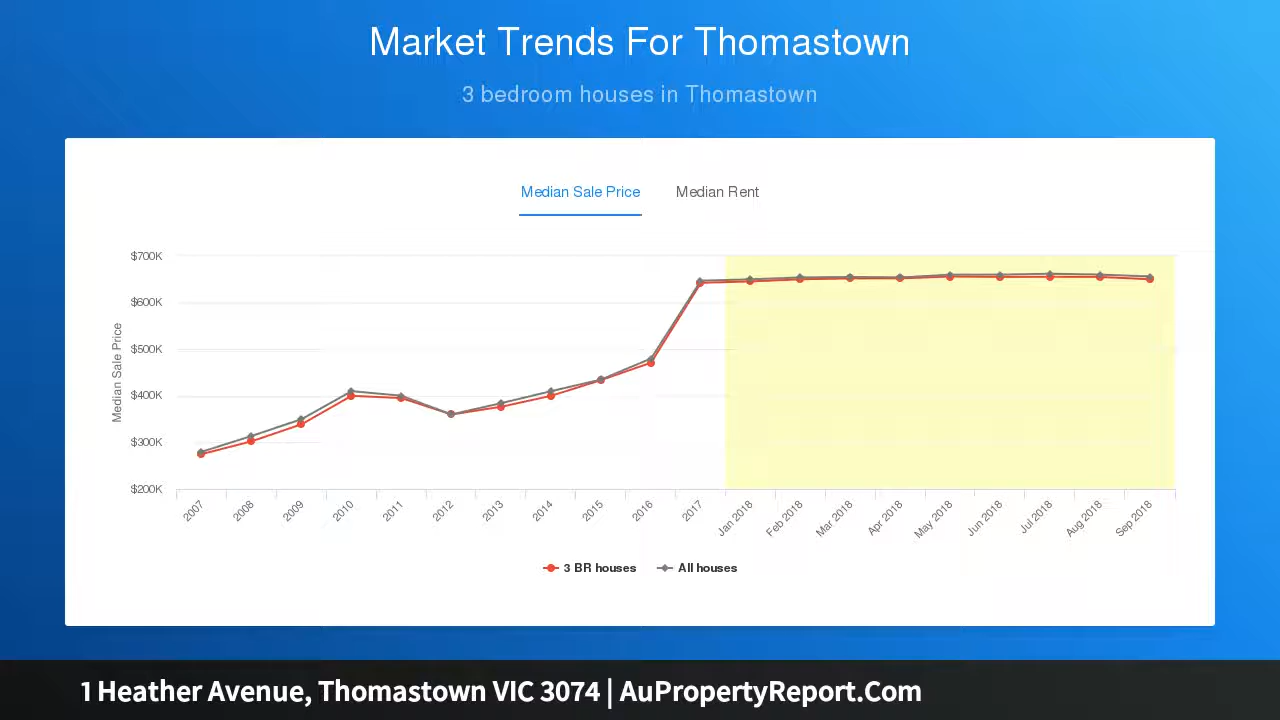 Market Trends For Thomastown
3 bedroom houses in Thomastown
Median Sale Price Median Rent
Median Sale Price
$700K
$600K
$500K
$400K
$300K
$200K
2007 2008 2009 2010 2011 2012 2013 2014 2015 2016 2017 Jan 2018 Feb 2018 Mar 2018 Apr 2018 May 2018 Jun 2018 Jul 2018 Aug 2018 Sep 2018
3 BR houses All houses
1 Heather Avenue, Thomastown VIC 3074 | AuPropertyReport.Com